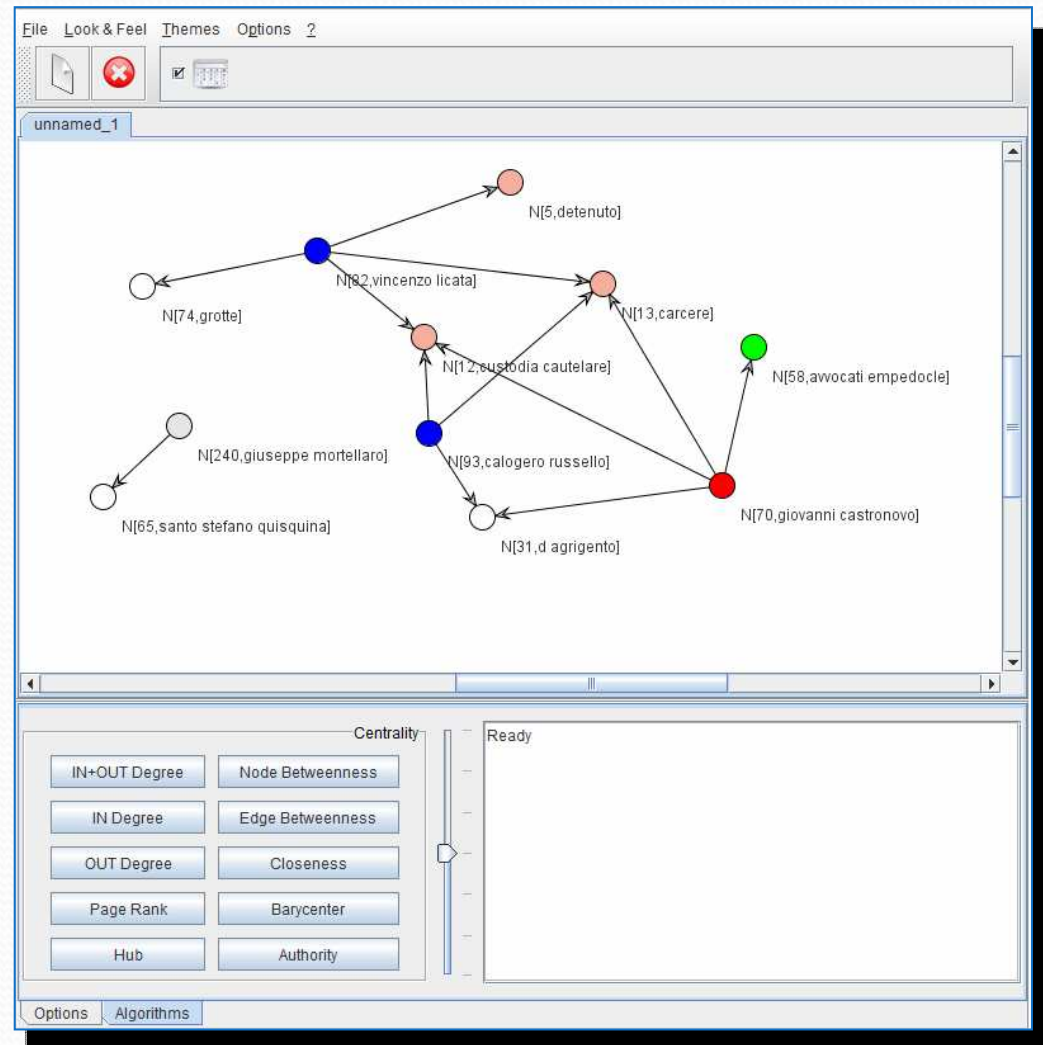 File Look & Feel Themes Options ?
unnamed_1
N[5,detenuto]
N[82,vincenzo licata]
N[74,grotte]
N[13,carcere]
N[12,custodia cautelare]
N[58,avvocati empedocle]
N[240,giuseppe mortellaro]
N[93,calogero russello]
N[65,santo stefano quisquina]
N[70,giovanni castronovo]
N[31,d agrigento]
Centrality
Ready
IN+OUT Degree Node Betweenness
IN Degree Edge Betweenness
OUT Degree Closeness
Page Rank Barycenter
Hub Authority
Options Algorithms